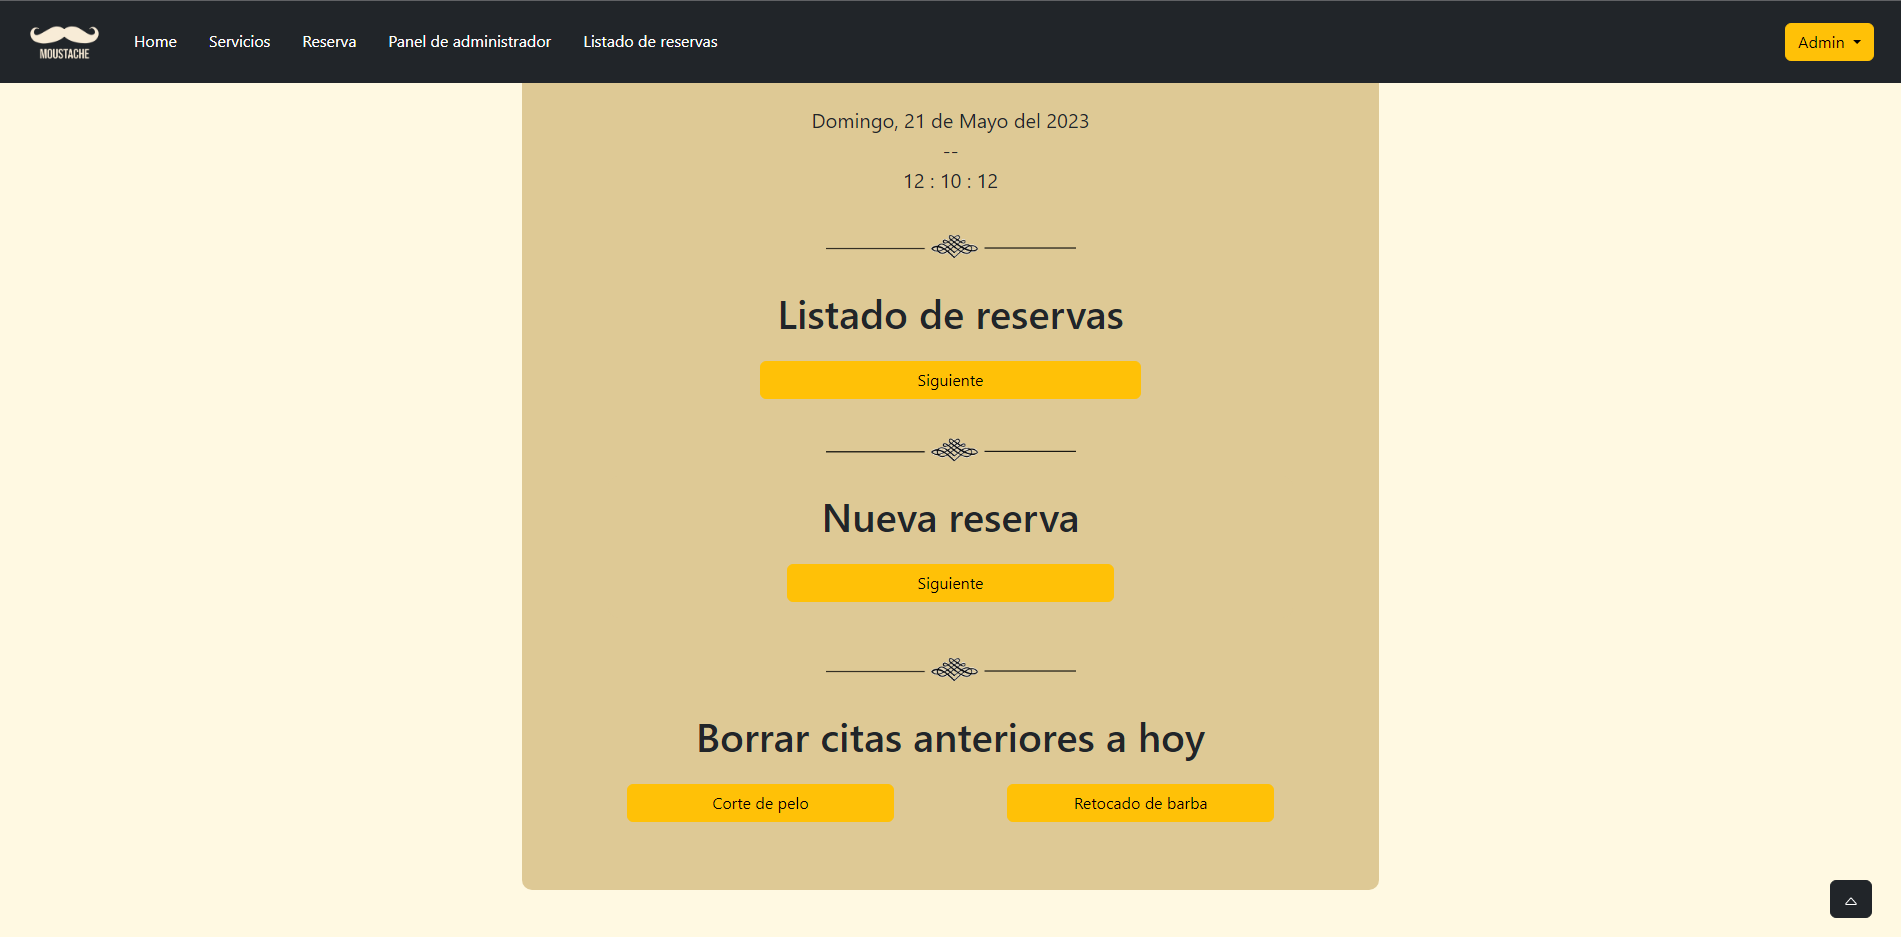 MOUSTACHE
Home Servicios Reserva Panel de administrador Listado de reservas Admin
Domingo, 21 de Mayo del 2023
--
12 : 10 : 12
Listado de reservas
Siguiente
Nueva reserva
Siguiente
Borrar citas anteriores a hoy
Corte de pelo Retocado de barba